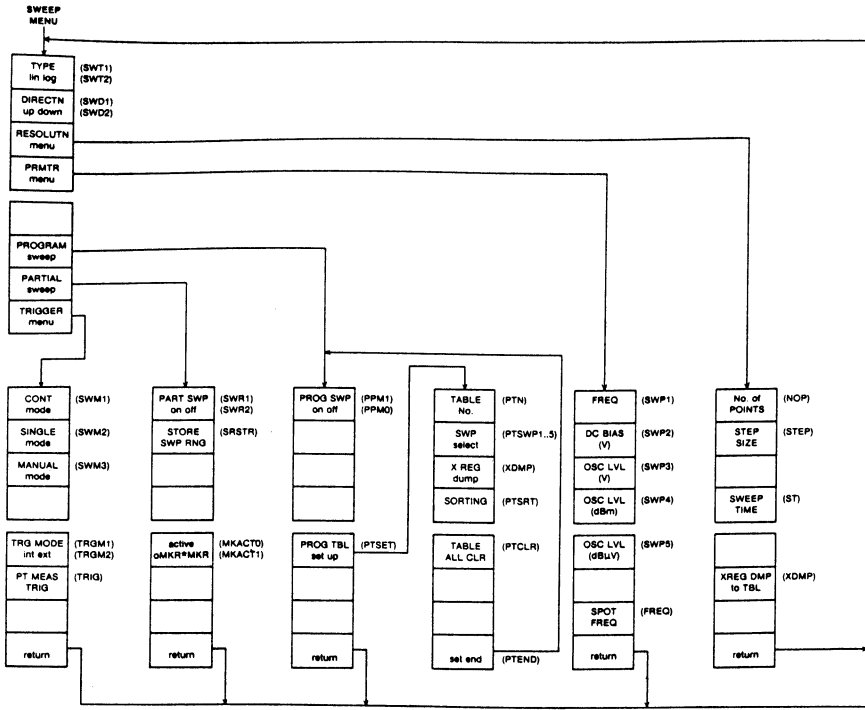 SWEEP
MENU
TYPE
lin log
(SWT1)
(SWT2)
DIRECTN
up down
(SWD1)
(SWD2)
RESOLUTN
menu
PRMTR
menu
PROGRAM
sweep
PARTIAL
sweep
TRIGGER
menu
CONT
mode
(SWM1)
SINGLE
mode
(SWM2)
MANUAL
mode
(SWM3)
TRG MODE
int ext
(TRGM1)
(TRGM2)
PT MEAS
TRIG
(TRIG)
return
PART SWP
on off
(SWR1)
(SWR2)
STORE
SWP RNG
(SRSTR)
active
oMKR*MKR
(MKACT0)
(MKACT1)
return
PROG SWP
on off
(PPM1)
(PPM0)
PROG TBL
set up
(PTSET)
return
TABLE
No.
(PTN)
SWP
select
(PTSWP1..5)
X REG
dump
(XDMP)
SORTING
(PTSRT)
TABLE
ALL CLR
(PTCLR)
set end
(PTEND)
FREQ
(SWP1)
DC BIAS
(V)
(SWP2)
OSC LVL
(V)
(SWP3)
OSC LVL
(dBm)
(SWP4)
OSC LVL
(dBµV)
(SWP5)
SPOT
FREQ
(FREQ)
return
No. of
POINTS
(NOP)
STEP
SIZE
(STEP)
SWEEP
TIME
(ST)
XREG DMP
to TBL
(XDMP)
return